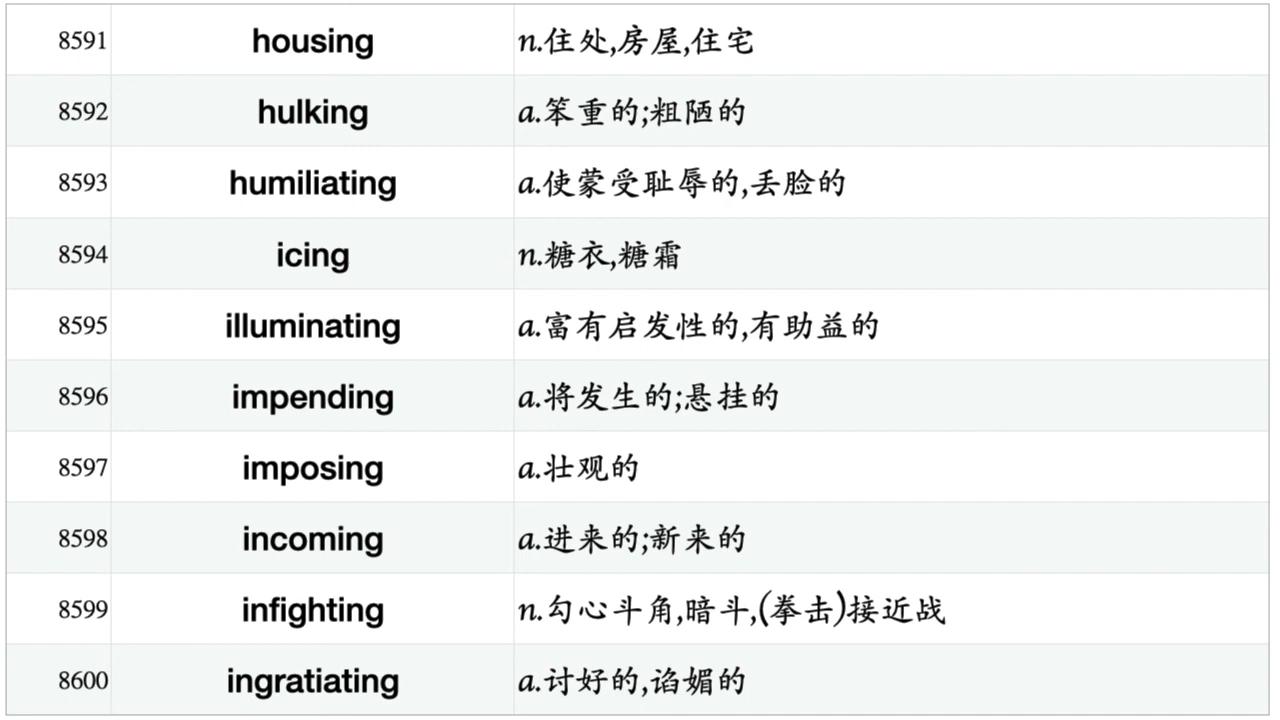 8591 housing n.住处,房屋,住宅
8592 hulking a.笨重的;粗陋的
8593 humiliating a.使蒙受耻辱的,丢脸的
8594 icing n.糖衣,糖霜
8595 illuminating a.富有启发性的,有助益的
8596 impending a.将发生的;悬挂的
8597 imposing a.壮观的
8598 incoming a.进来的;新来的
8599 infighting n.勾心斗角,暗斗,(拳击)接近战
8600 ingratiating a.讨好的,谄媚的